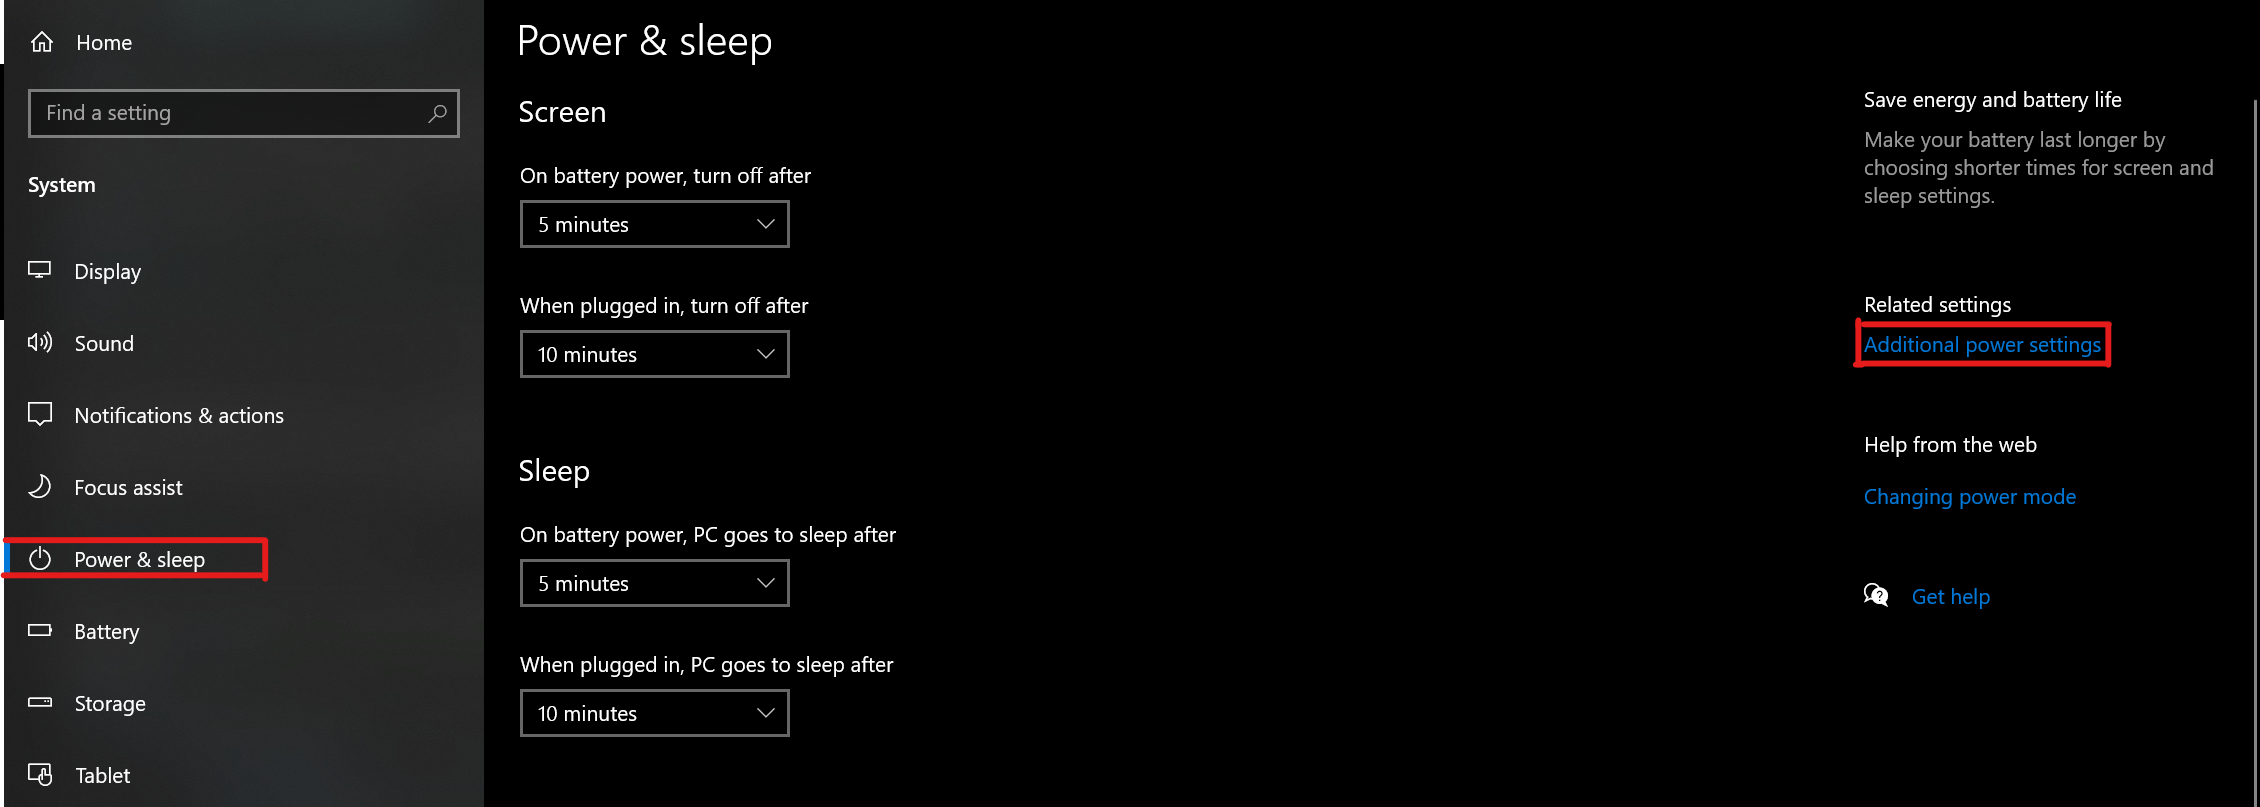 Home
Find a setting
System
Display
Sound
Notifications & actions
Focus assist
Power & sleep
Battery
Storage
Tablet
Power & sleep
Screen
On battery power, turn off after
5 minutes
When plugged in, turn off after
10 minutes
Sleep
On battery power, PC goes to sleep after
5 minutes
When plugged in, PC goes to sleep after
10 minutes
Save energy and battery life
Make your battery last longer by
choosing shorter times for screen and
sleep settings.
Related settings
Additional power settings
Help from the web
Changing power mode
Get help